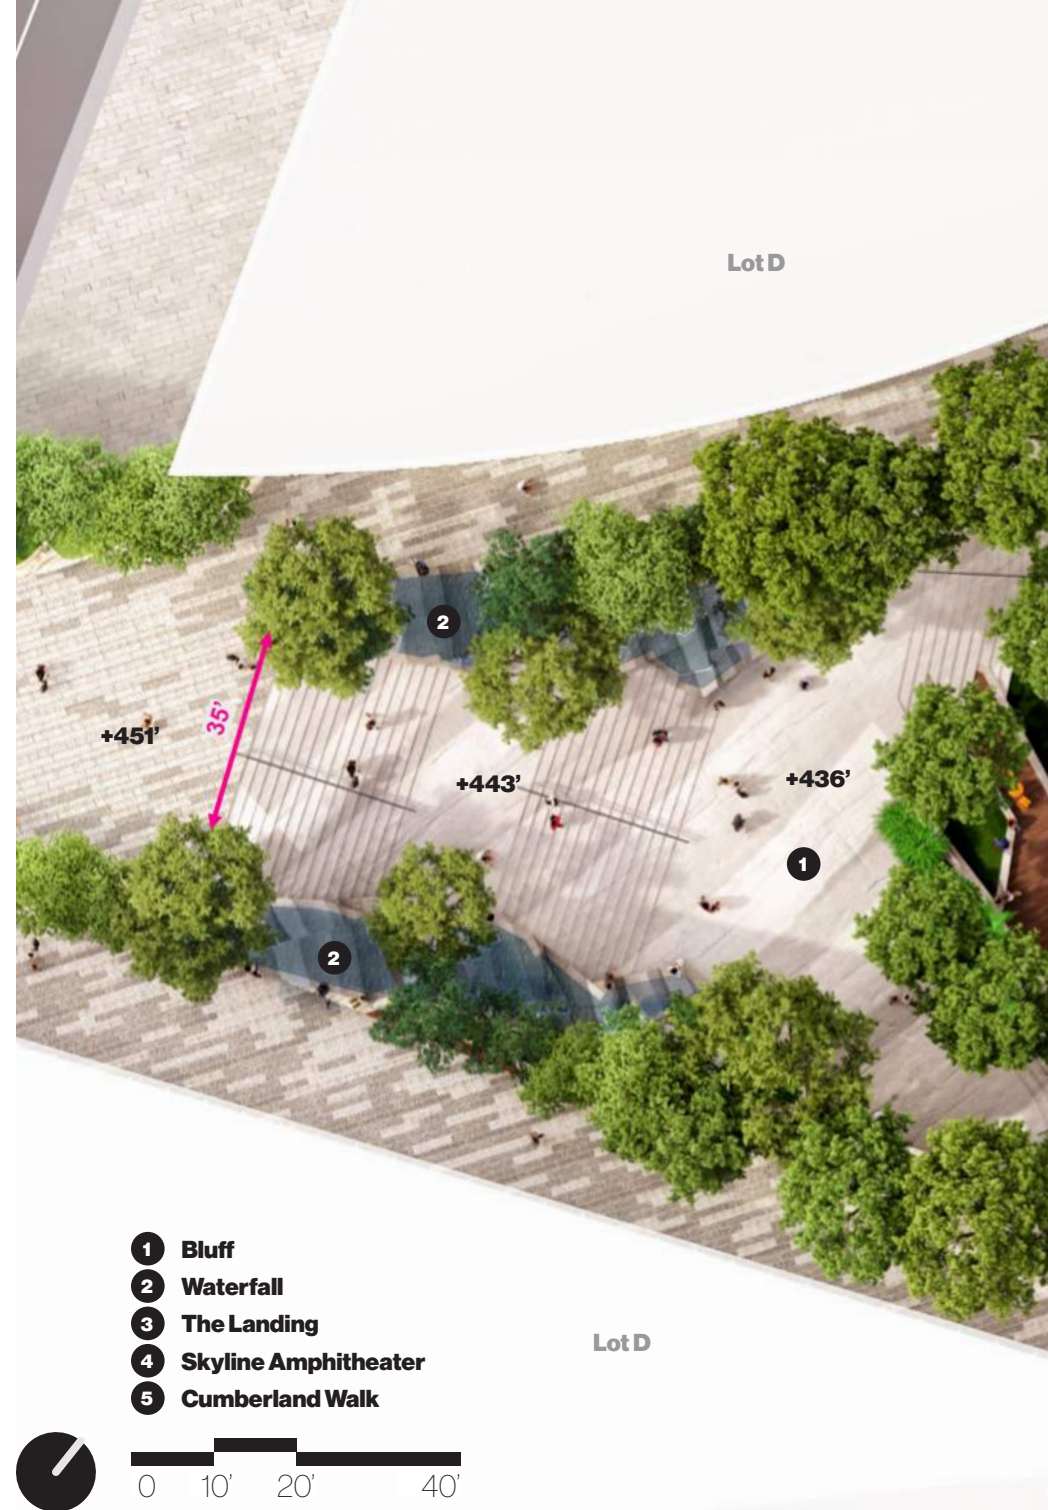 Lot D
2
35’
+451’
+443’
+436’
1
2
1 Bluff
2 Waterfall
3 The Landing
4 Skyline Amphitheater
5 Cumberland Walk
Lot D
0 10’ 20’ 40’